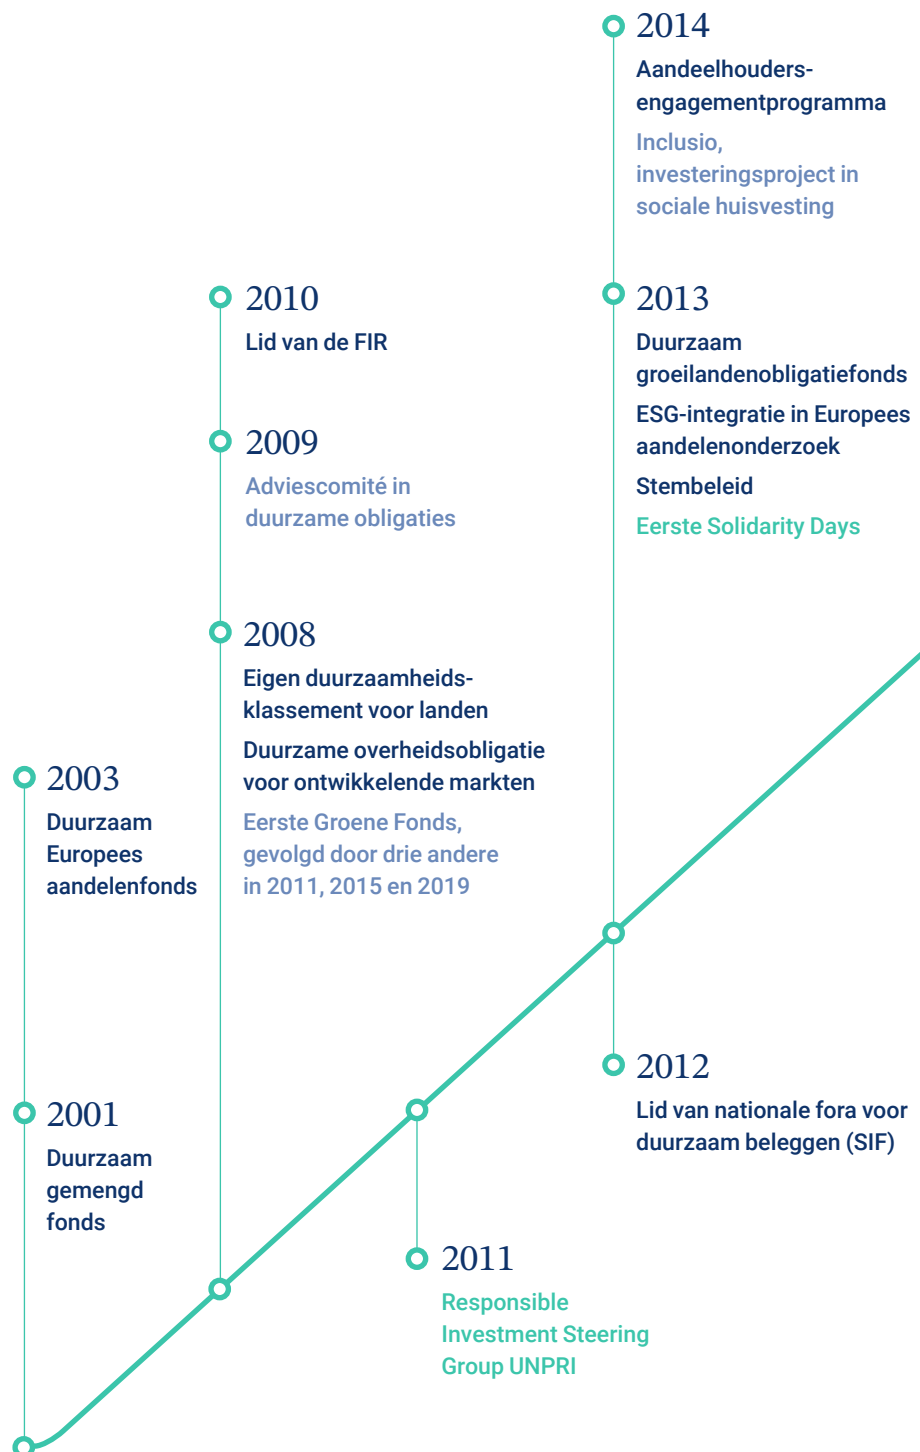 2014
Aandeelhouders-
engagementprogramma
Inclusio,
investeringsproject in
sociale huisvesting
2010
Lid van de FIR
2013
Duurzaam
groeilandenobligatiefonds
ESG-integratie in Europees
aandelenonderzoek
Stembeleid
Eerste Solidarity Days
2009
Adviescomité in
duurzame obligaties
2008
Eigen duurzaamheids-
klassement voor landen
Duurzame overheidsobligatie
voor ontwikkelende markten
Eerste Groene Fonds,
gevolgd door drie andere
in 2011, 2015 en 2019
2003
Duurzaam
Europees
aandelenfonds
2001
Duurzaam
gemengd
fonds
2012
Lid van nationale fora voor
duurzaam beleggen (SIF)
2011
Responsible
Investment Steering
Group UNPRI